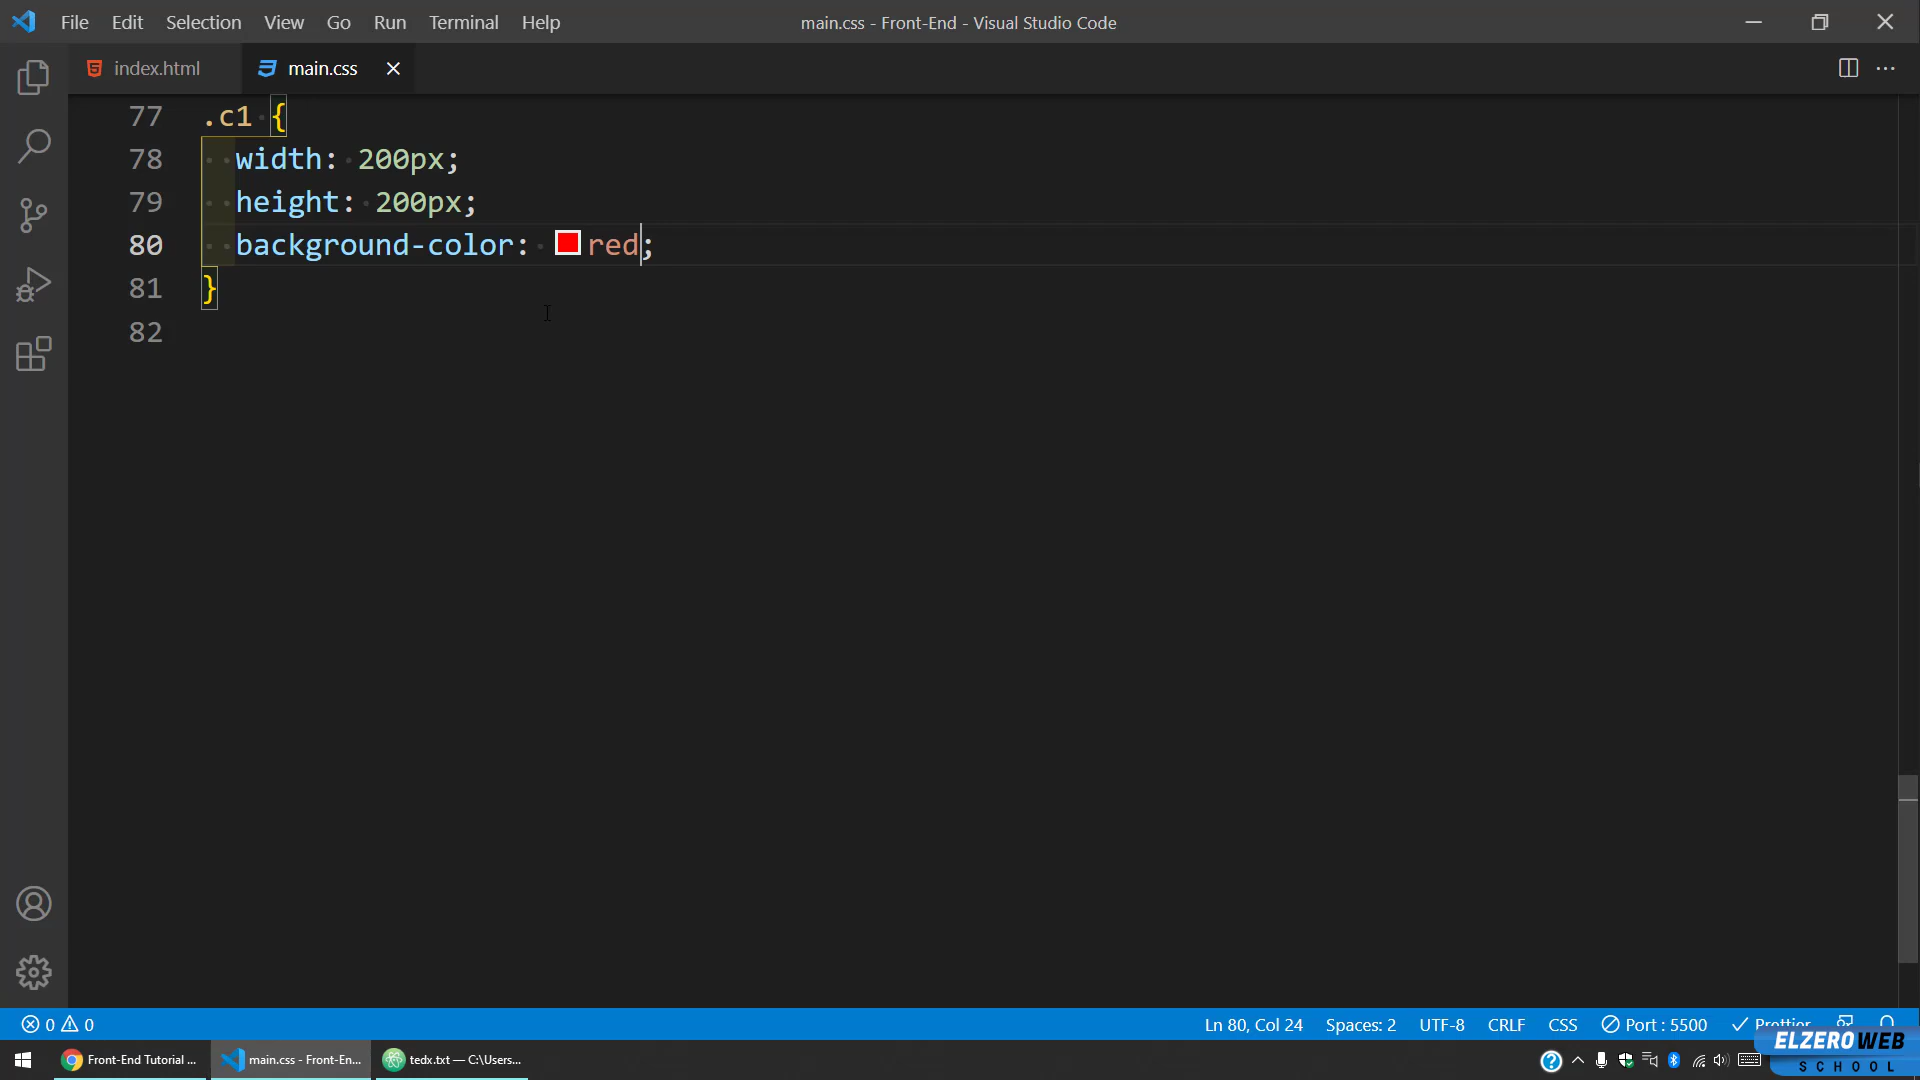 File Edit Selection View Go Run Terminal Help main.css - Front-End - Visual Studio Code
index.html main.css
77 .c1 {
78 width: 200px;
79 height: 200px;
80 background-color: red;
81 }
82
0 0 Ln 80, Col 24 Spaces: 2 UTF-8 CRLF CSS Port : 5500 Prettier
ELZEROWEB
SCHOOL
Front-End Tutorial ... main.css - Front-En... tedx.txt — C:\Users...